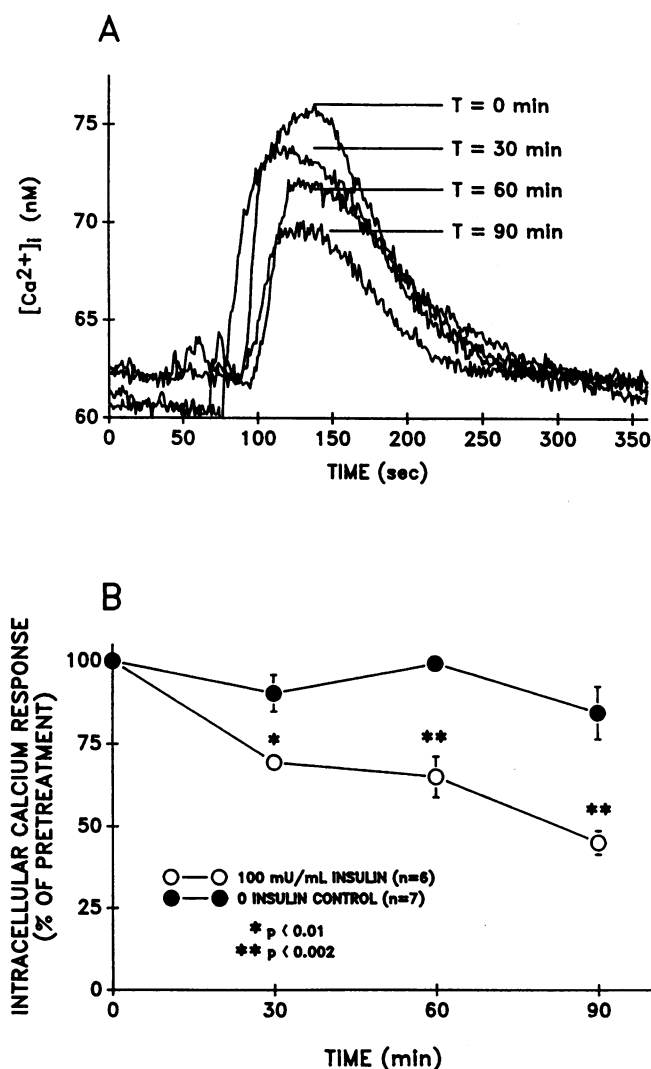 A
[Ca2+]i (nM)
75
70
65
60
T = 0 min
T = 30 min
T = 60 min
T = 90 min
0 50 100 150 200 250 300 350
TIME (sec)
B
INTRACELLULAR CALCIUM RESPONSE
(% OF PRETREATMENT)
100
75
50
25
0
*
**
**
100 mU/mL INSULIN (n=6)
0 INSULIN CONTROL (n=7)
* p < 0.01
** p < 0.002
0 30 60 90
TIME (min)